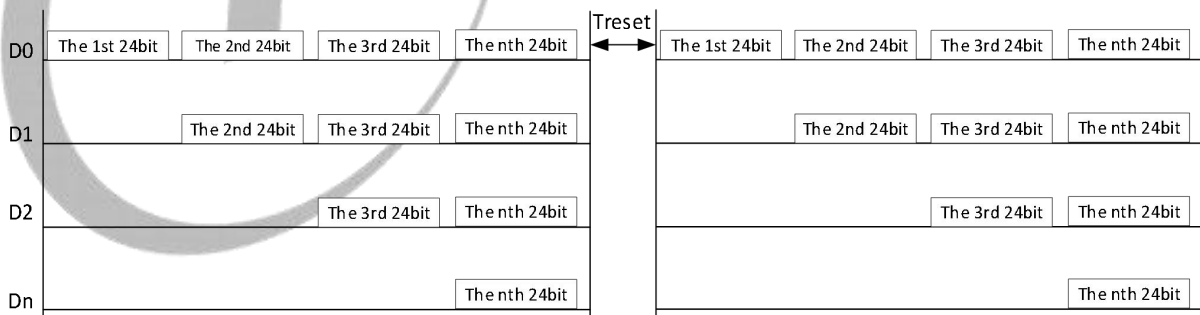 Treset
D0 The 1st 24bit The 2nd 24bit The 3rd 24bit The nth 24bit The 1st 24bit The 2nd 24bit The 3rd 24bit The nth 24bit
D1 The 2nd 24bit The 3rd 24bit The nth 24bit The 2nd 24bit The 3rd 24bit The nth 24bit
D2 The 3rd 24bit The nth 24bit The 3rd 24bit The nth 24bit
Dn The nth 24bit The nth 24bit